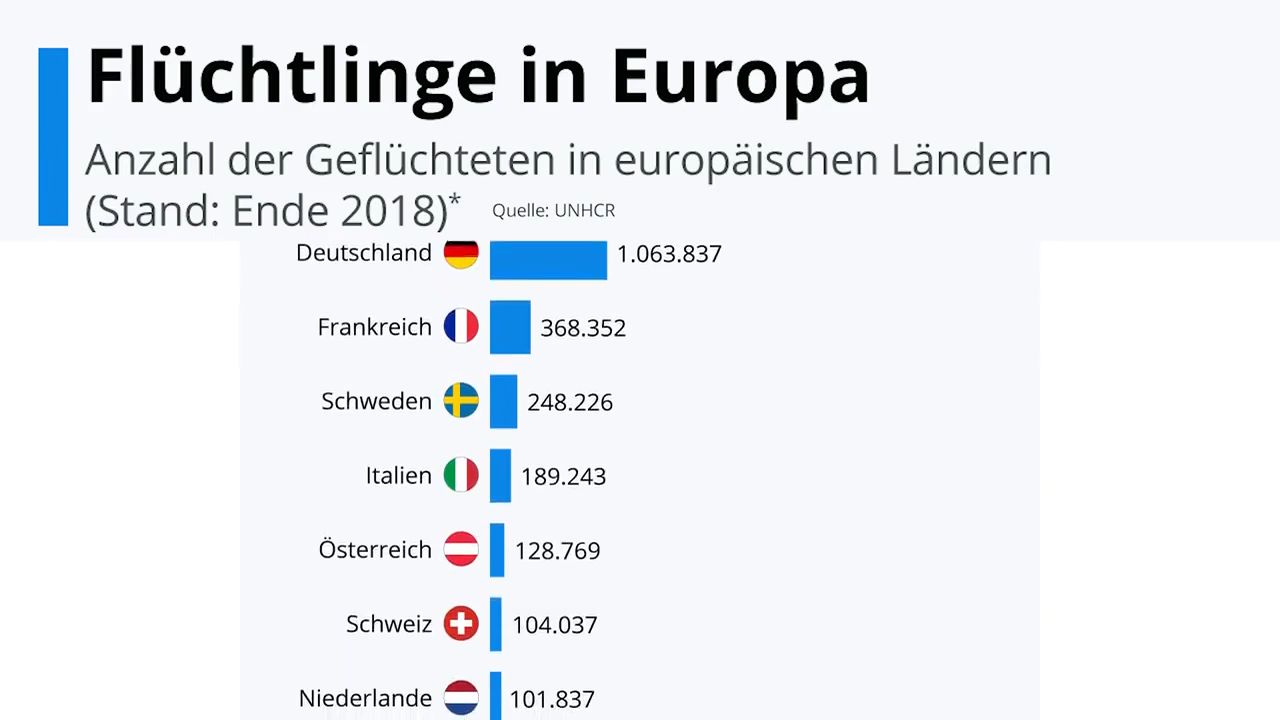 Flüchtlinge in Europa
Anzahl der Geflüchteten in europäischen Ländern
(Stand: Ende 2018)* Quelle: UNHCR
Deutschland 1.063.837
Frankreich 368.352
Schweden 248.226
Italien 189.243
Österreich 128.769
Schweiz 104.037
Niederlande 101.837